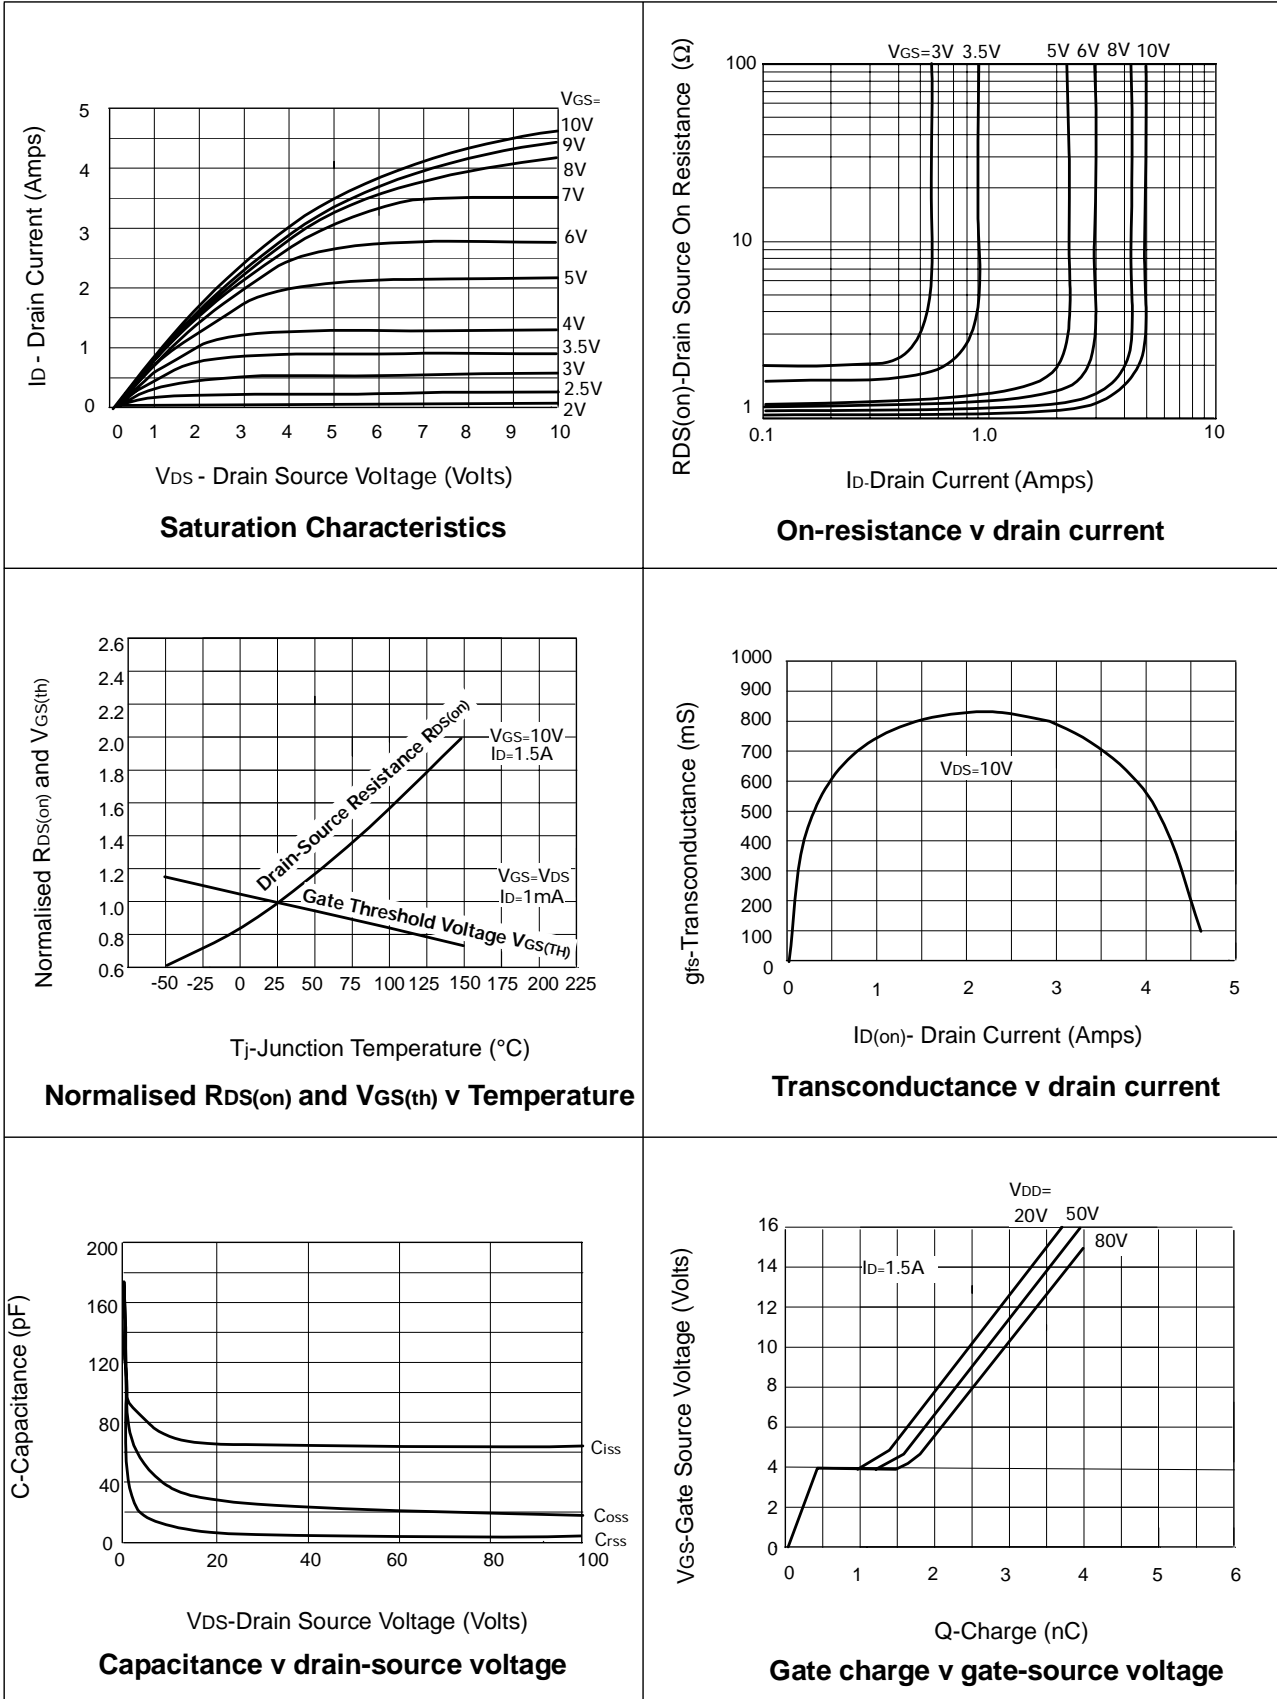 VGS=
10V
9V
8V
7V
6V
5V
4V
3.5V
3V
2.5V
2V
5
4
3
2
1
0
0 1 2 3 4 5 6 7 8 9 10
ID - Drain Current (Amps)
VDS - Drain Source Voltage (Volts)
Saturation Characteristics
VGS=3V 3.5V 5V 6V 8V 10V
100
10
1
0.1 1.0 10
RDS(on)-Drain Source On Resistance (Ω)
ID-Drain Current (Amps)
On-resistance v drain current
2.6
2.4
2.2
2.0
1.8
1.6
1.4
1.2
1.0
0.8
0.6
-50 -25 0 25 50 75 100 125 150 175 200 225
Normalised RDS(on) and VGS(th)
Drain-Source Resistance RDS(on)
VGS=10V
ID=1.5A
VGS=VDS
ID=1mA
Gate Threshold Voltage VGS(TH)
Tj-Junction Temperature (°C)
Normalised RDS(on) and VGS(th) v Temperature
1000
900
800
700
600
500
400
300
200
100
0
0 1 2 3 4 5
gfs-Transconductance (mS)
VDS=10V
ID(on)- Drain Current (Amps)
Transconductance v drain current
200
160
120
80
40
0
0 20 40 60 80 100
C-Capacitance (pF)
Ciss
Coss
Crss
VDS-Drain Source Voltage (Volts)
Capacitance v drain-source voltage
VDD=
20V 50V
80V
ID=1.5A
16
14
12
10
8
6
4
2
0
0 1 2 3 4 5 6
VGS-Gate Source Voltage (Volts)
Q-Charge (nC)
Gate charge v gate-source voltage